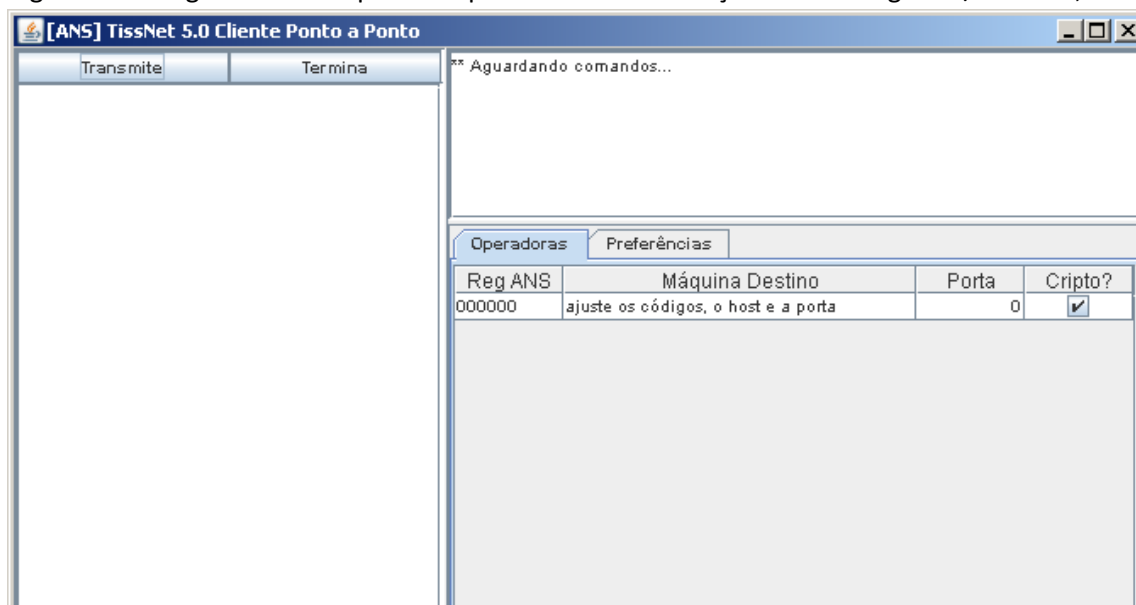 [ANS] TissNet 5.0 Cliente Ponto a Ponto
Transmite Termina
** Aguardando comandos...
Operadoras Preferências
Reg ANS Máquina Destino Porta Cripto?
000000 ajuste os códigos, o host e a porta 0